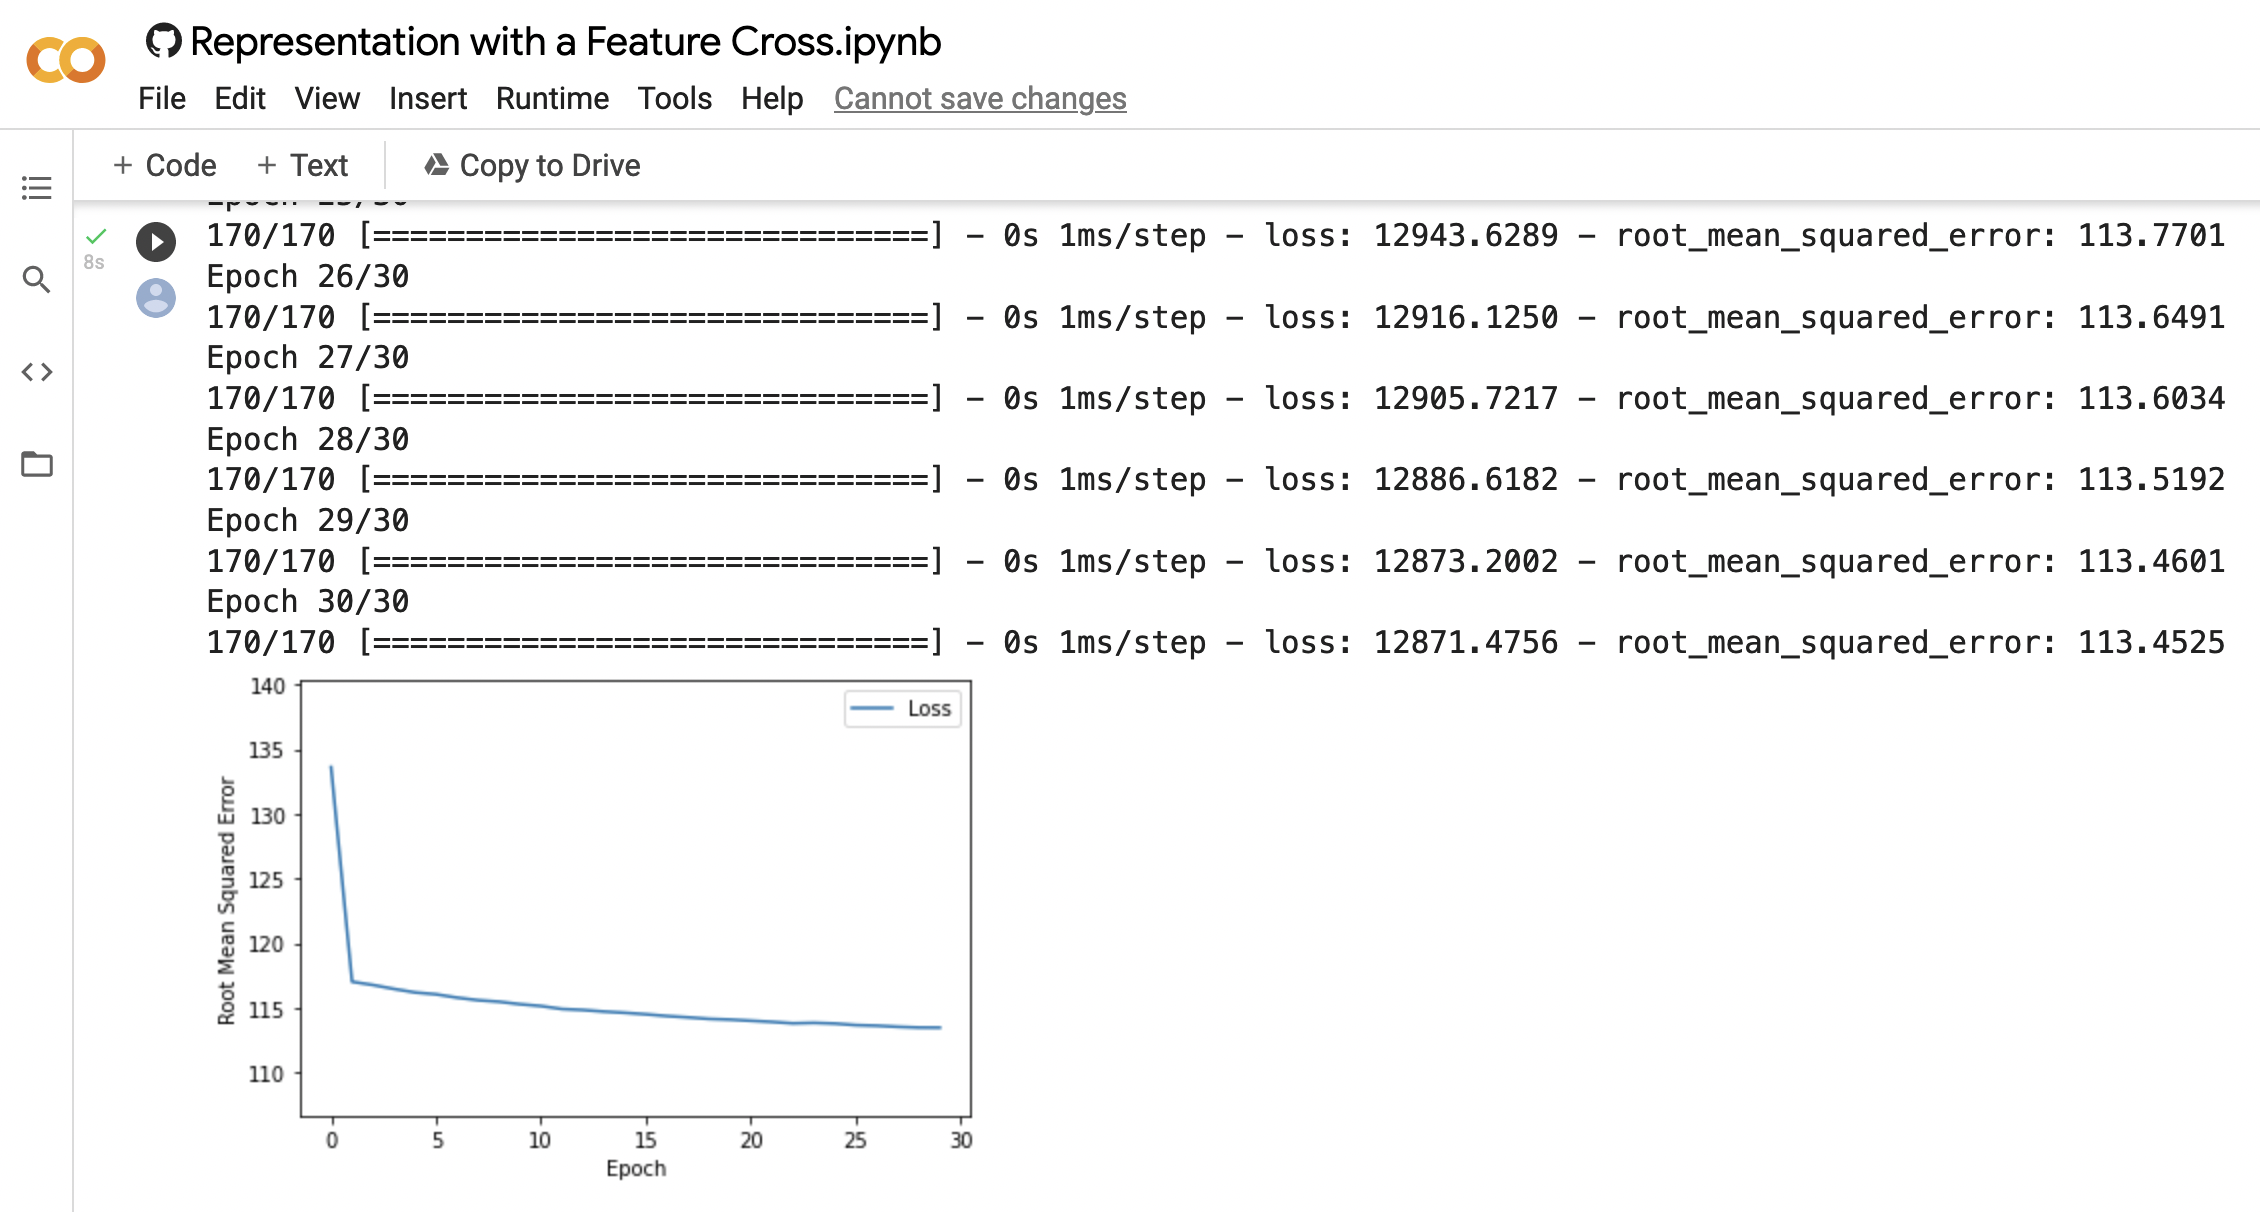 Representation with a Feature Cross.ipynb
File Edit View Insert Runtime Tools Help Cannot save changes
+ Code + Text Copy to Drive
8s
170/170 [==============================] - 0s 1ms/step - loss: 12943.6289 - root_mean_squared_error: 113.7701
Epoch 26/30
170/170 [==============================] - 0s 1ms/step - loss: 12916.1250 - root_mean_squared_error: 113.6491
Epoch 27/30
170/170 [==============================] - 0s 1ms/step - loss: 12905.7217 - root_mean_squared_error: 113.6034
Epoch 28/30
170/170 [==============================] - 0s 1ms/step - loss: 12886.6182 - root_mean_squared_error: 113.5192
Epoch 29/30
170/170 [==============================] - 0s 1ms/step - loss: 12873.2002 - root_mean_squared_error: 113.4601
Epoch 30/30
170/170 [==============================] - 0s 1ms/step - loss: 12871.4756 - root_mean_squared_error: 113.4525
Loss
140
135
130
125
120
115
110
Root Mean Squared Error
0 5 10 15 20 25 30
Epoch